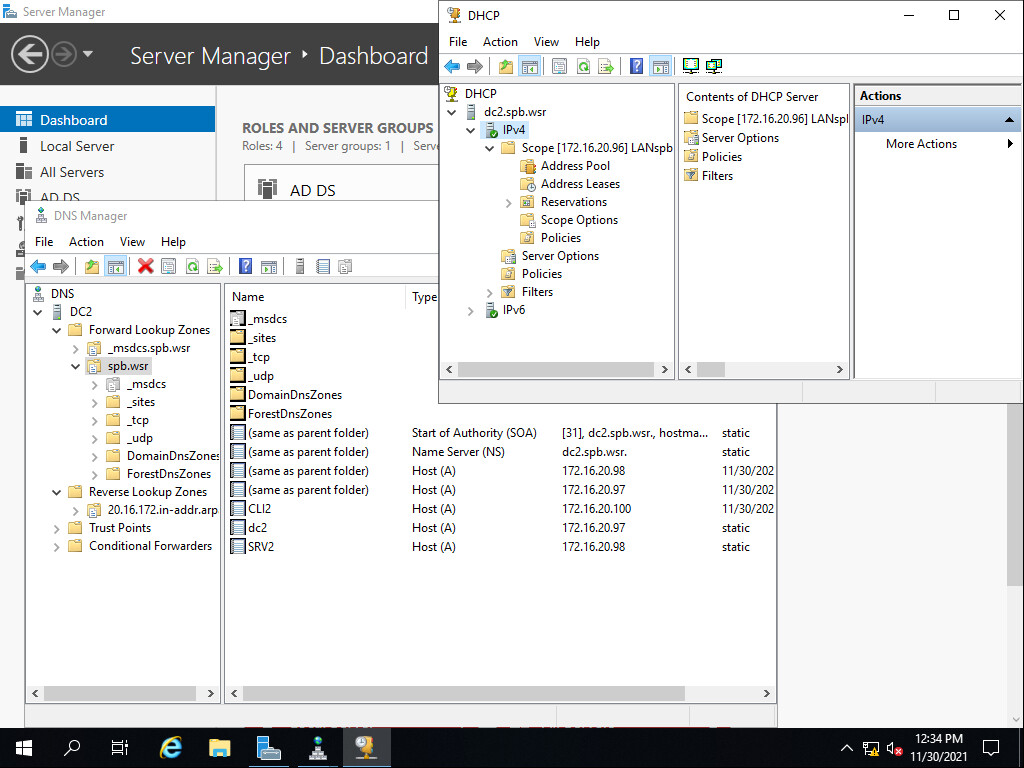 Server Manager
Server Manager
Dashboard
Dashboard
Local Server
All Servers
AD DS
ROLES AND SERVER GROUPS
Roles: 4 | Server groups: 1 |
AD DS
DHCP
File Action View Help
DHCP
dc2.spb.wsr
IPv4
Scope [172.16.20.96] LANspb
Address Pool
Address Leases
Reservations
Scope Options
Policies
Server Options
Policies
Filters
IPv6
Contents of DHCP Server
Scope [172.16.20.96] LANspl
Server Options
Policies
Filters
Actions
IPv4
More Actions
DNS Manager
File Action View Help
DNS
DC2
Forward Lookup Zones
_msdcs.spb.wsr
spb.wsr
_msdcs
_sites
_tcp
_udp
DomainDnsZones
ForestDnsZones
Reverse Lookup Zones
20.16.172.in-addr.arp
Trust Points
Conditional Forwarders
Name Type
_msdcs
_sites
_tcp
_udp
DomainDnsZones
ForestDnsZones
(same as parent folder) Start of Authority (SOA) [31], dc2.spb.wsr., hostma... static
(same as parent folder) Name Server (NS) dc2.spb.wsr. static
(same as parent folder) Host (A) 172.16.20.98 11/30/202
(same as parent folder) Host (A) 172.16.20.97 11/30/202
CLI2 Host (A) 172.16.20.100 11/30/202
dc2 Host (A) 172.16.20.97 static
SRV2 Host (A) 172.16.20.98 static
12:34 PM
11/30/2021